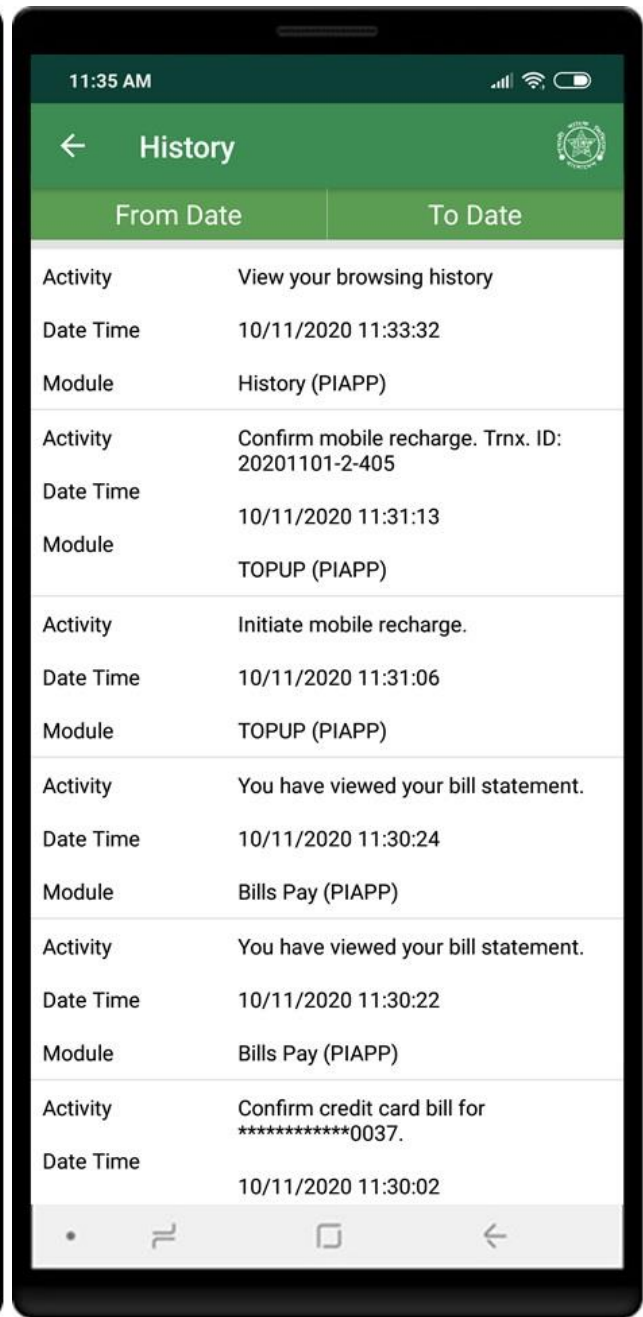 11:35 AM
History
From Date To Date
Activity View your browsing history
Date Time 10/11/2020 11:33:32
Module History (PIAPP)
Activity Confirm mobile recharge. Trnx. ID:
20201101-2-405
Date Time
10/11/2020 11:31:13
Module
TOPUP (PIAPP)
Activity Initiate mobile recharge.
Date Time 10/11/2020 11:31:06
Module TOPUP (PIAPP)
Activity You have viewed your bill statement.
Date Time 10/11/2020 11:30:24
Module Bills Pay (PIAPP)
Activity You have viewed your bill statement.
Date Time 10/11/2020 11:30:22
Module Bills Pay (PIAPP)
Activity Confirm credit card bill for
************0037.
Date Time
10/11/2020 11:30:02